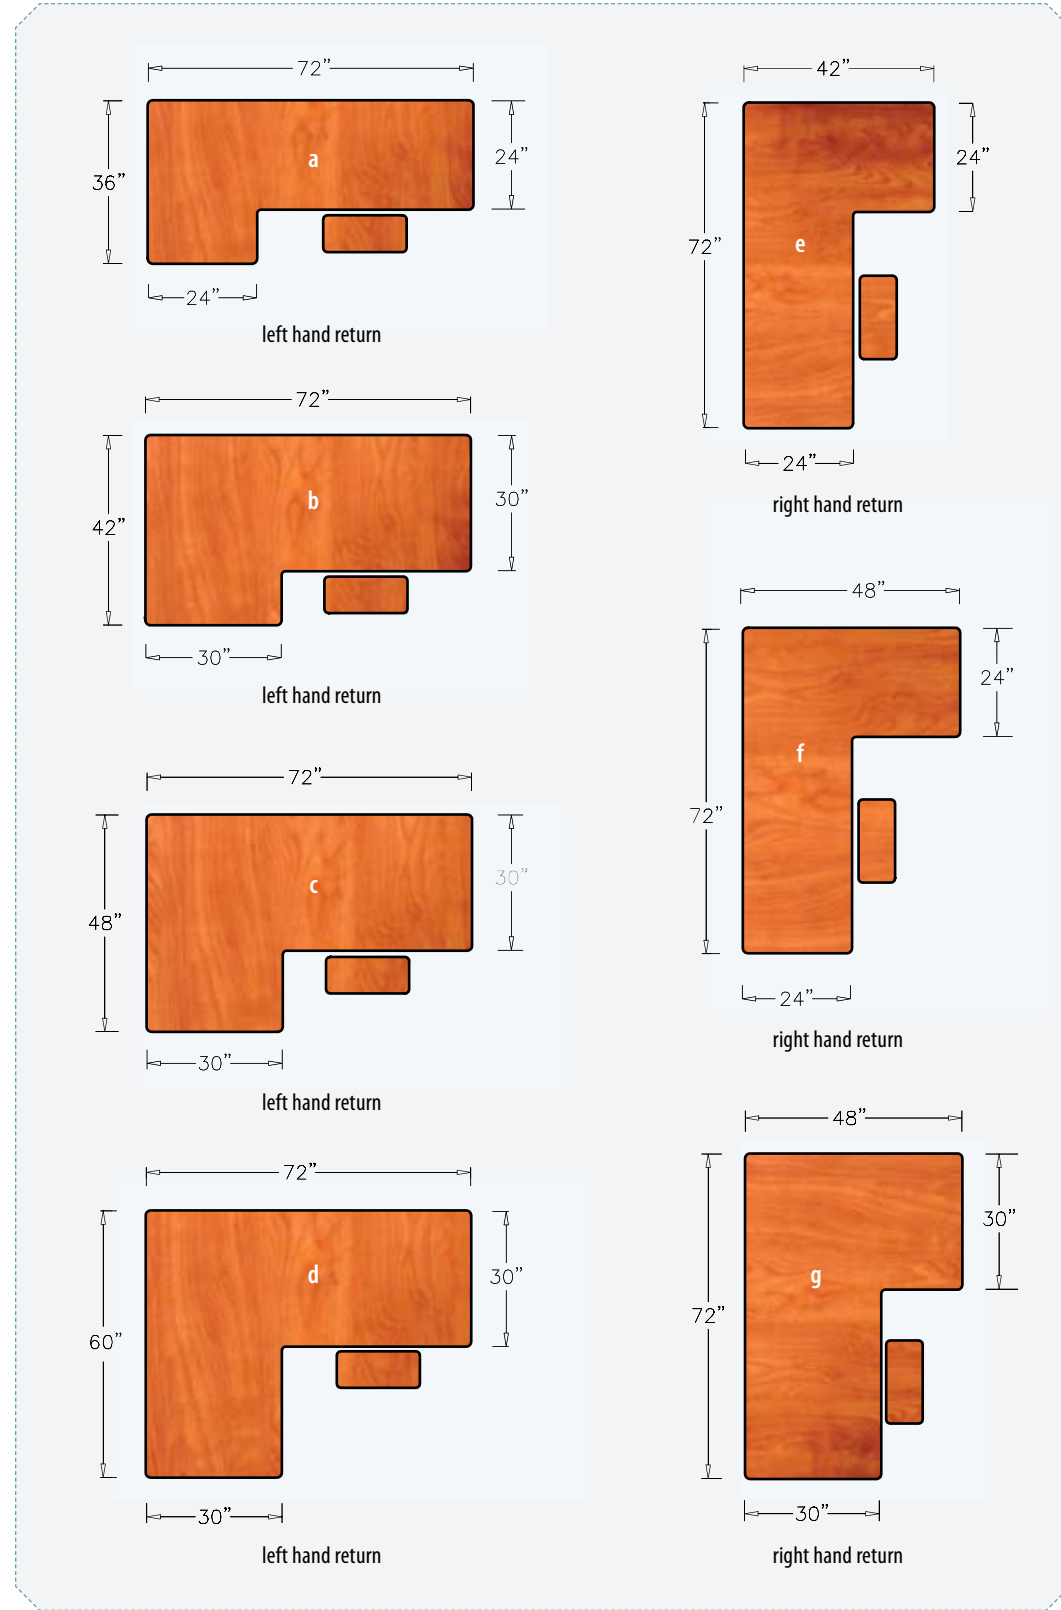 72”
36”
a
24”
24”
left hand return
72”
42”
b
30”
30”
left hand return
72”
48”
c
30”
30”
left hand return
72”
60”
d
30”
30”
left hand return
42”
24”
72”
e
24”
right hand return
48”
24”
f
72”
24”
right hand return
48”
30”
g
72”
30”
right hand return